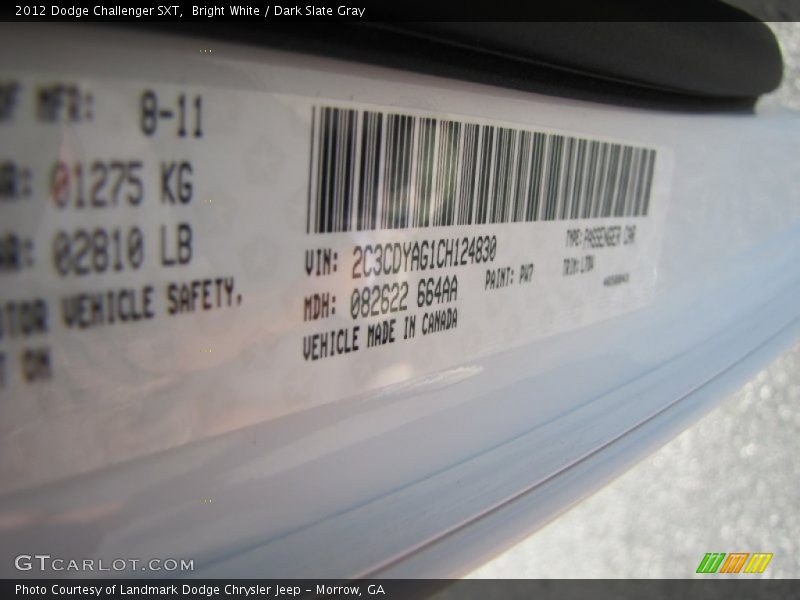 2012 Dodge Challenger SXT,  Bright White / Dark Slate Gray
MFR: 8-11
01275 KG
02810 LB
VEHICLE SAFETY.
ON
VIN: 2C3CDYAG1CH124830
TYPE: PASSENGER CAR
MDH: 082622 664AA
PAINT: PW7
TRIM:
VEHICLE MADE IN CANADA
GTCARLOT.COM
Photo Courtesy of Landmark Dodge Chrysler Jeep - Morrow, GA